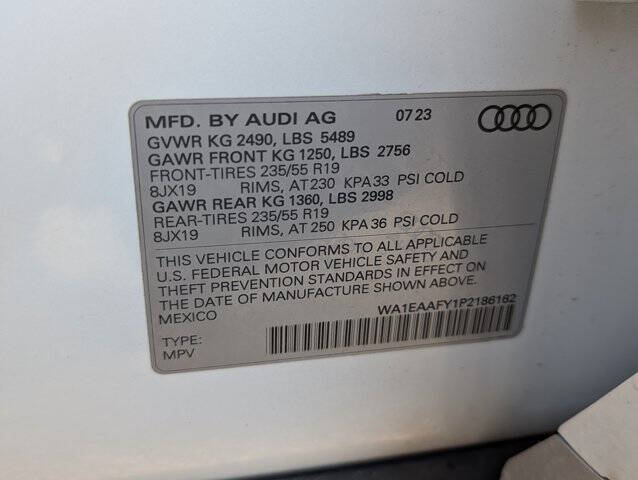 MFD. BY AUDI AG 07 23
GVWR KG 2490, LBS 5489
GAWR FRONT KG 1250, LBS 2756
FRONT-TIRES 235/55 R19
8JX19 RIMS, AT 230 KPA 33 PSI COLD
GAWR REAR KG 1360, LBS 2998
REAR-TIRES 235/55 R19
8JX19 RIMS, AT 250 KPA 36 PSI COLD
THIS VEHICLE CONFORMS TO ALL APPLICABLE
U.S. FEDERAL MOTOR VEHICLE SAFETY AND
THEFT PREVENTION STANDARDS IN EFFECT ON
THE DATE OF MANUFACTURE SHOWN ABOVE.
MEXICO
WA1EAAFY1P2186162
TYPE:
MPV